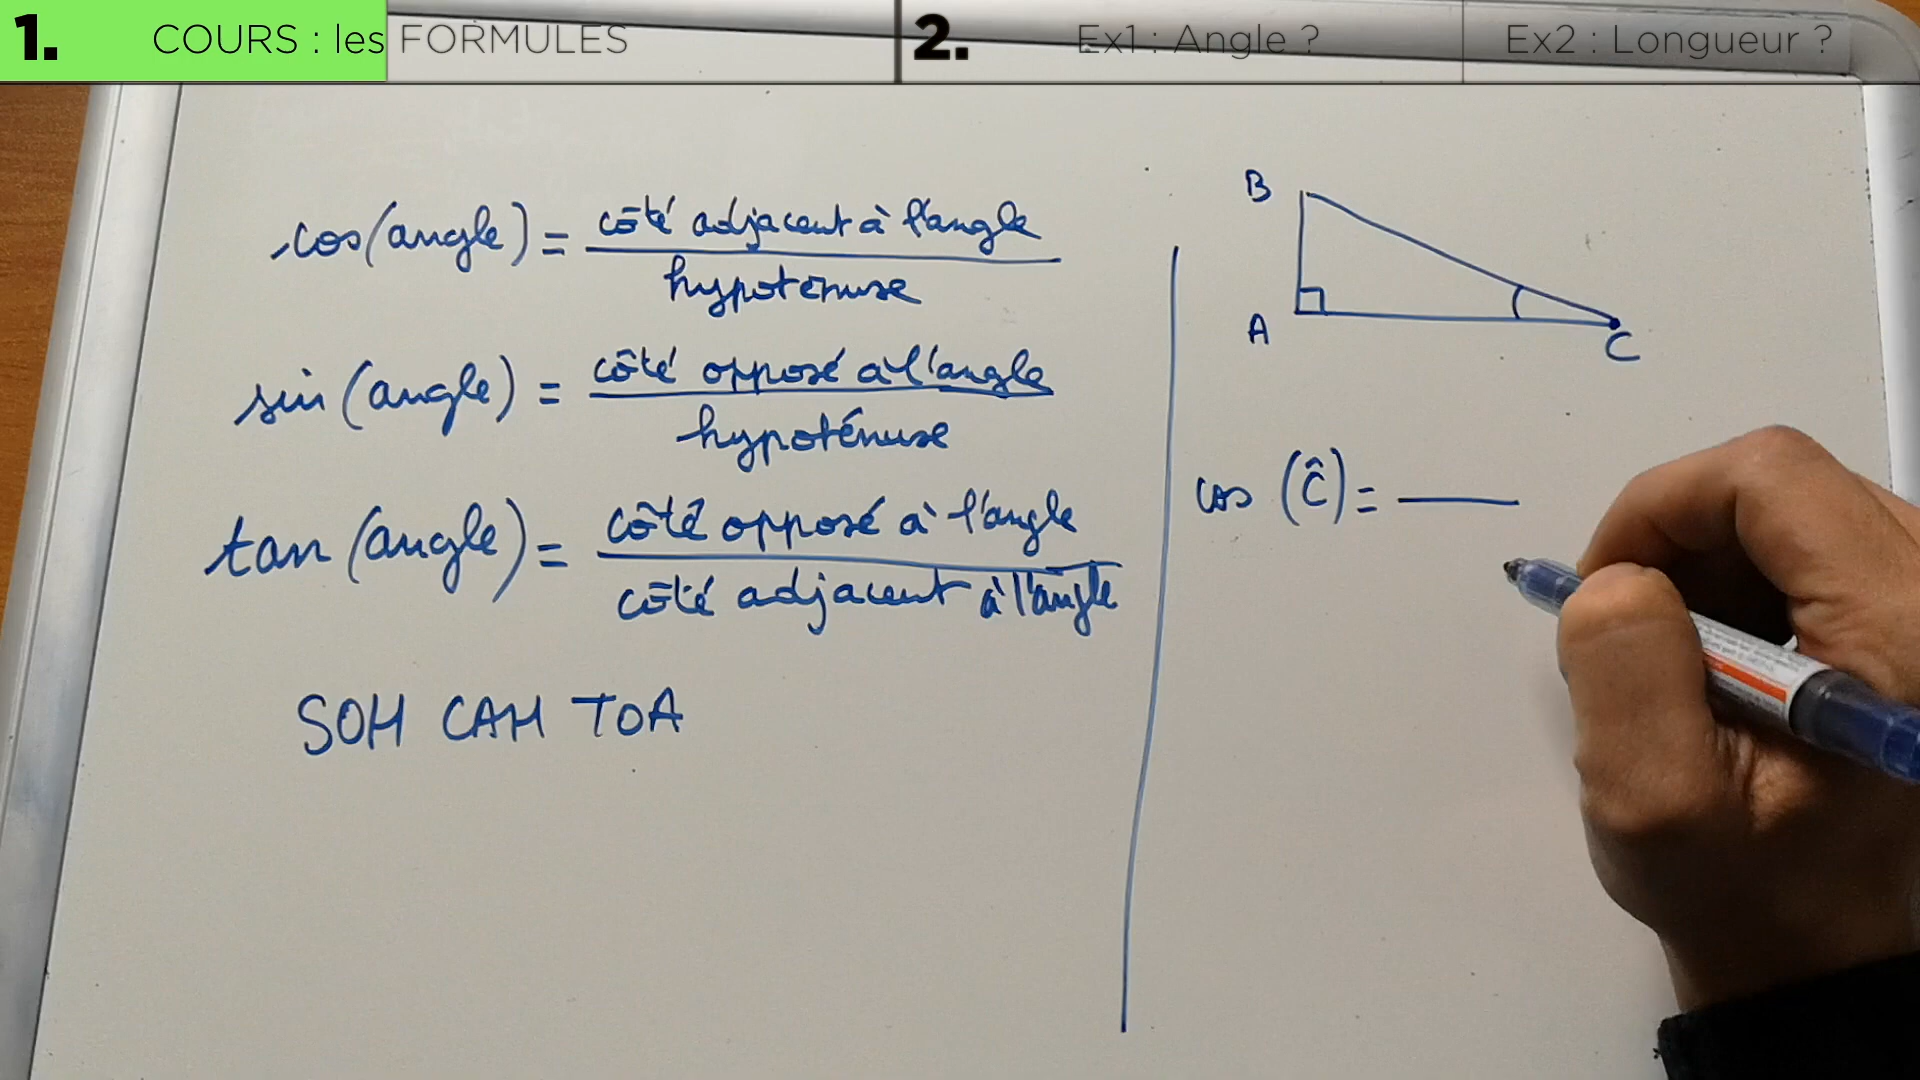 1. COURS : les FORMULES 2. Ex1 : Angle ? Ex2 : Longueur ?
cos(angle) = côté adjacent à l'angle
hypoténuse
sin(angle) = côté opposé à l'angle
hypoténuse
tan(angle) = côté opposé à l'angle
côté adjacent à l'angle
SOH CAH TOA
B
A
C
cos (Ĉ) =